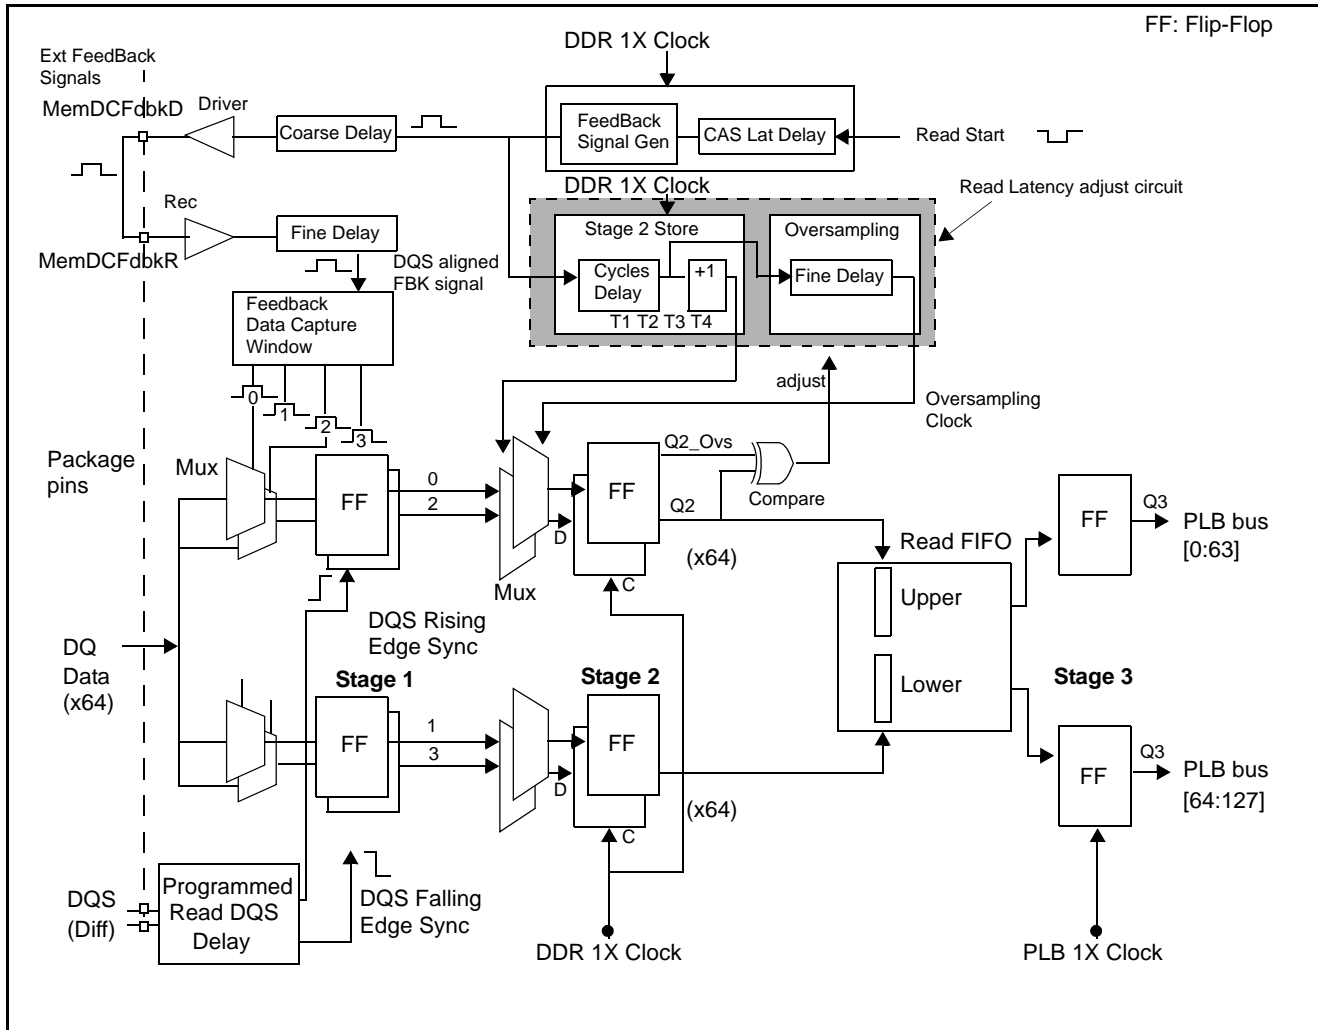 FF: Flip-Flop
DDR 1X Clock
Ext FeedBack
Signals
MemDCFdbkD
Driver
Coarse Delay
FeedBack
Signal Gen
CAS Lat Delay
Read Start
DDR 1X Clock
Read Latency adjust circuit
Rec
Fine Delay
MemDCFdbkR
DQS aligned
FBK signal
Stage 2 Store
Oversampling
Cycles
Delay
+1
Fine Delay
T1 T2 T3 T4
Feedback
Data Capture
Window
adjust
Oversampling
Clock
0
1
2
3
Package
pins
Mux
FF
0
2
Mux
D
FF
C
Q2_Ovs
Q2
Compare
(x64)
Read FIFO
Upper
Lower
FF
Q3
PLB bus
[0:63]
DQS Rising
Edge Sync
DQ
Data
(x64)
Stage 1
Stage 2
Stage 3
FF
1
3
D
FF
C
(x64)
FF
Q3
PLB bus
[64:127]
DQS
(Diff)
Programmed
Read DQS
Delay
DQS Falling
Edge Sync
DDR 1X Clock
PLB 1X Clock